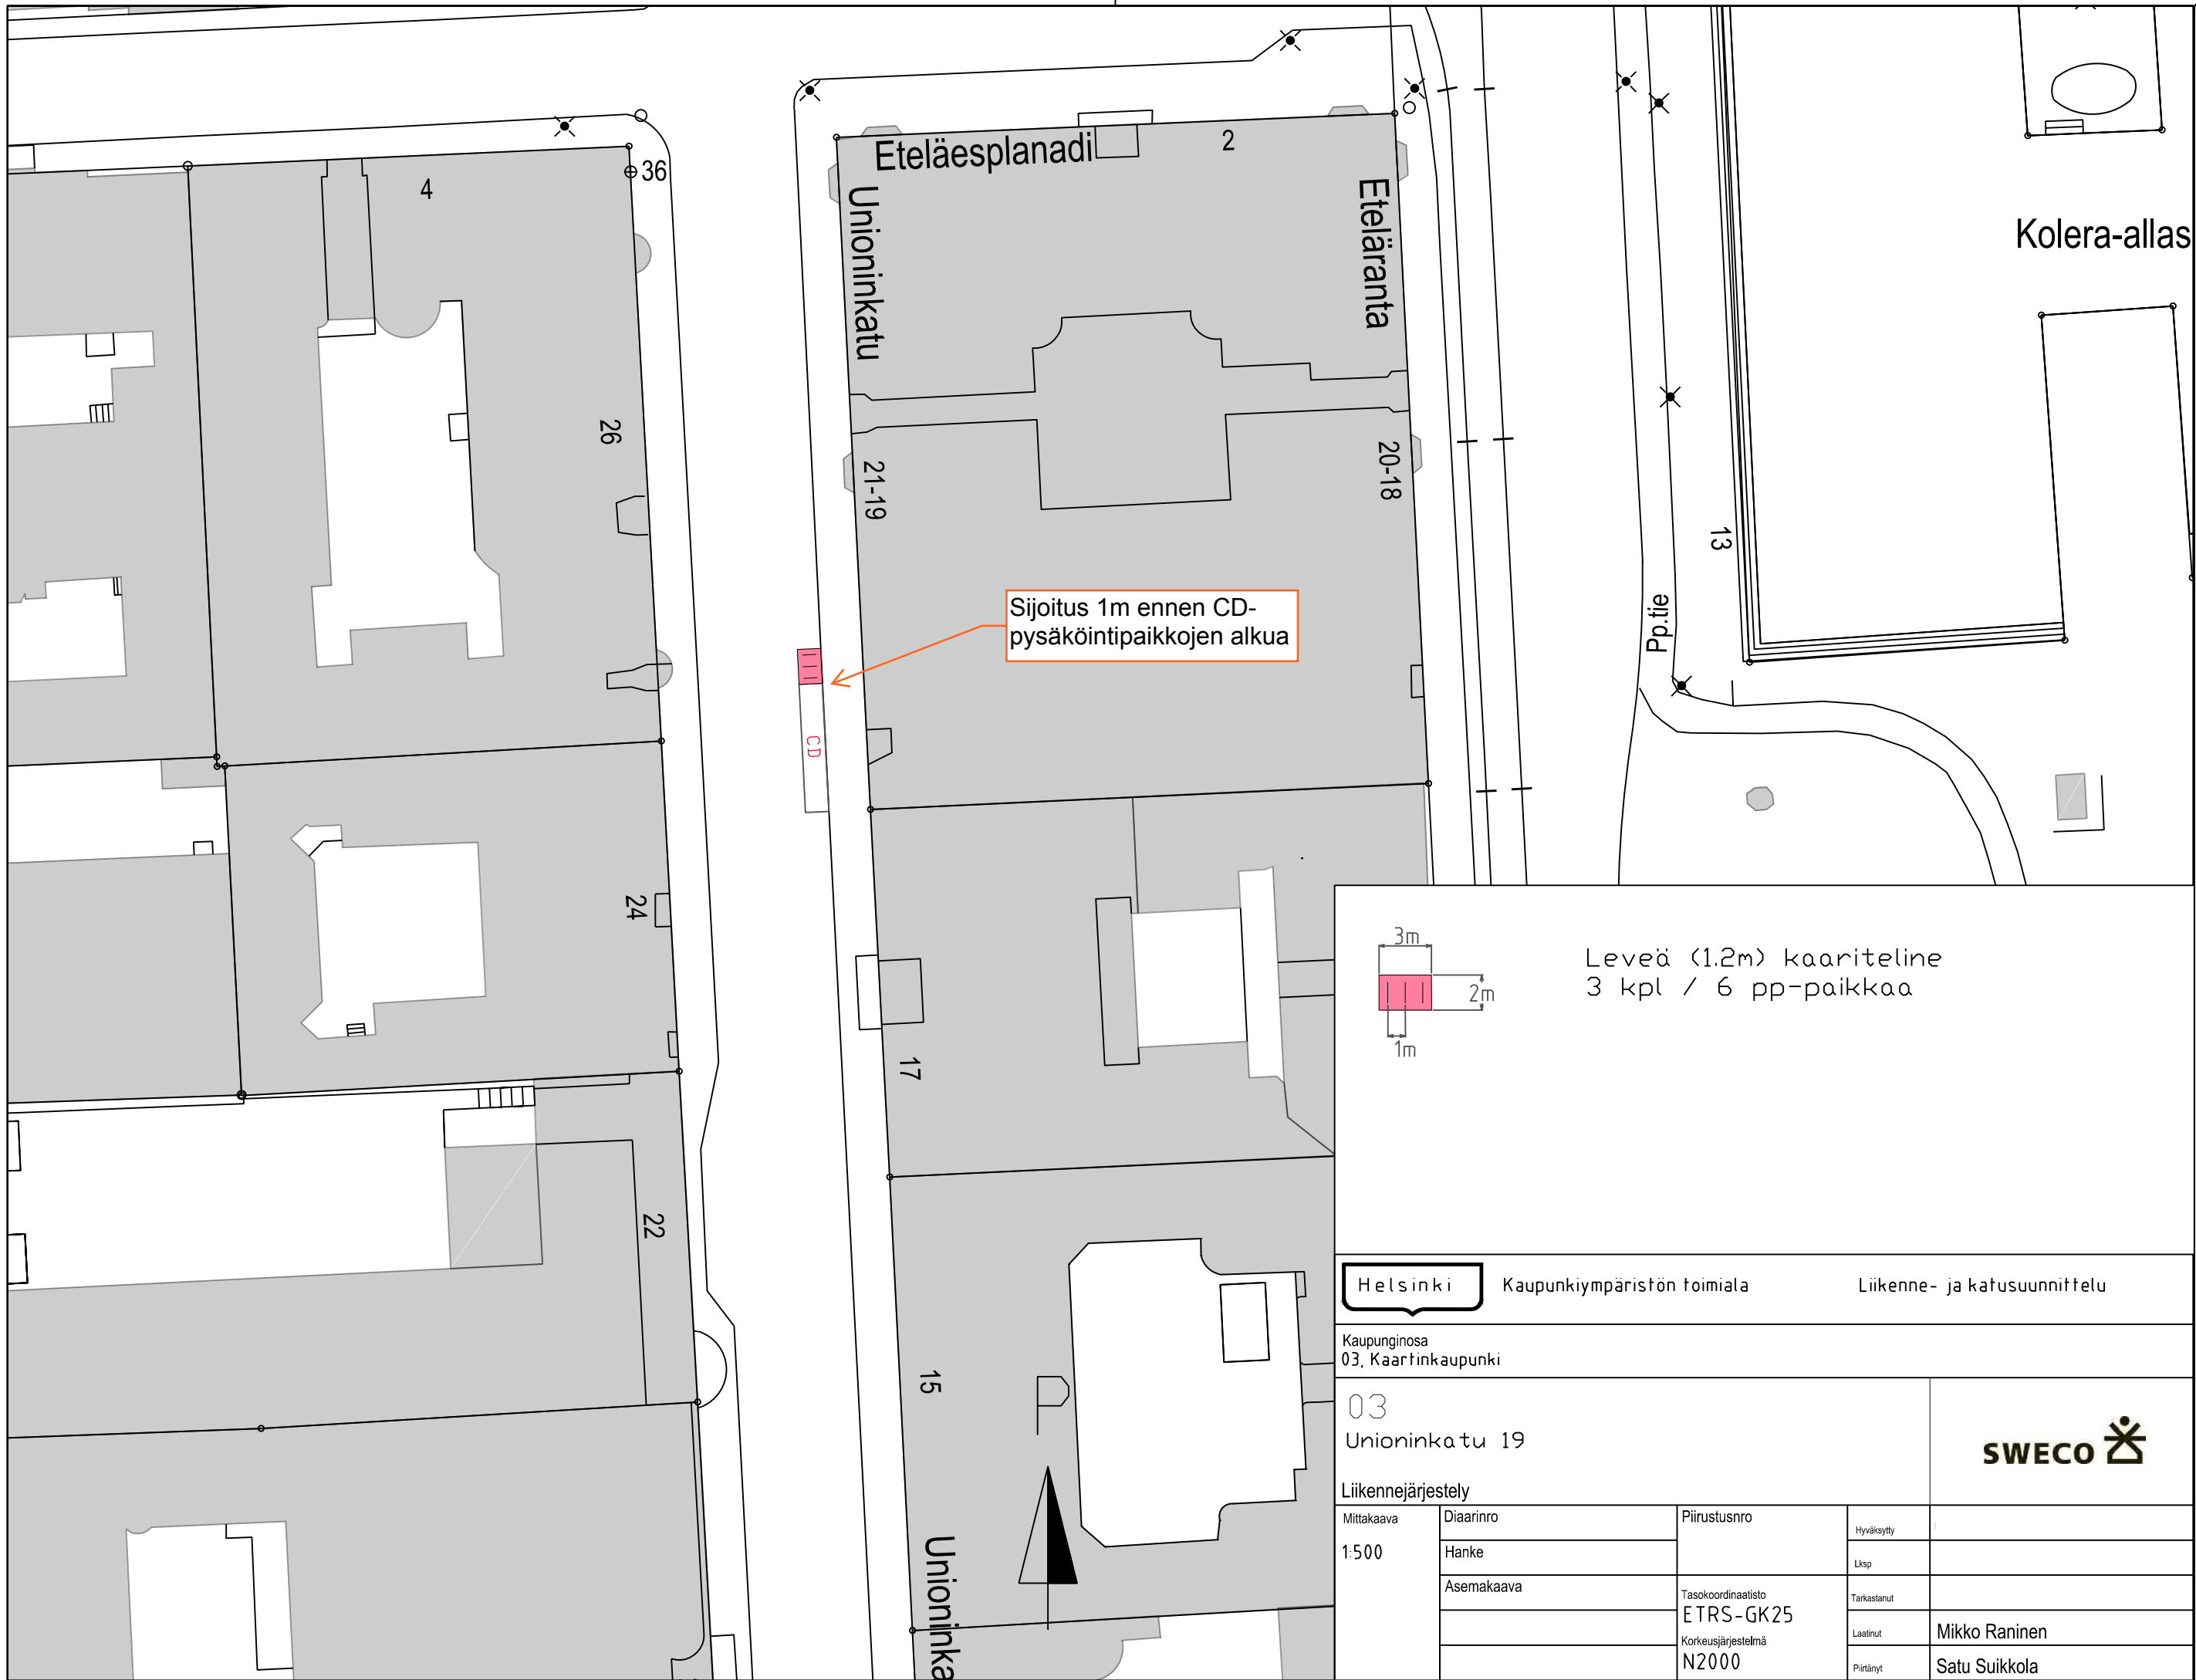 Eteläesplanadi
2
36
4
Unioninkatu
Eteläranta
Kolera-allas
26
21-19
20-18
13
Sijoitus 1m ennen CD-
pysäköintipaikkojen alkua
Pp.tie
CD
24
17
22
15
P
Unioninka
3m
2m
1m
Leveä (1.2m) kaariteline
3 kpl / 6 pp-paikkaa
Helsinki
Kaupunkiympäristön toimiala
Liikenne- ja katusuunnittelu
Kaupunginosa
03, Kaartinkaupunki
03
Unioninkatu 19
Liikennejärjestely
SWECO
Mittakaava
1:500
Diaarinro
Hanke
Asemakaava
Piirustusnro
Tasokoordinaatisto
ETRS-GK25
Korkeusjärjestelmä
N2000
Hyväksytty
Lksp
Tarkastanut
Laatinut
Mikko Raninen
Piirtänyt
Satu Suikkola